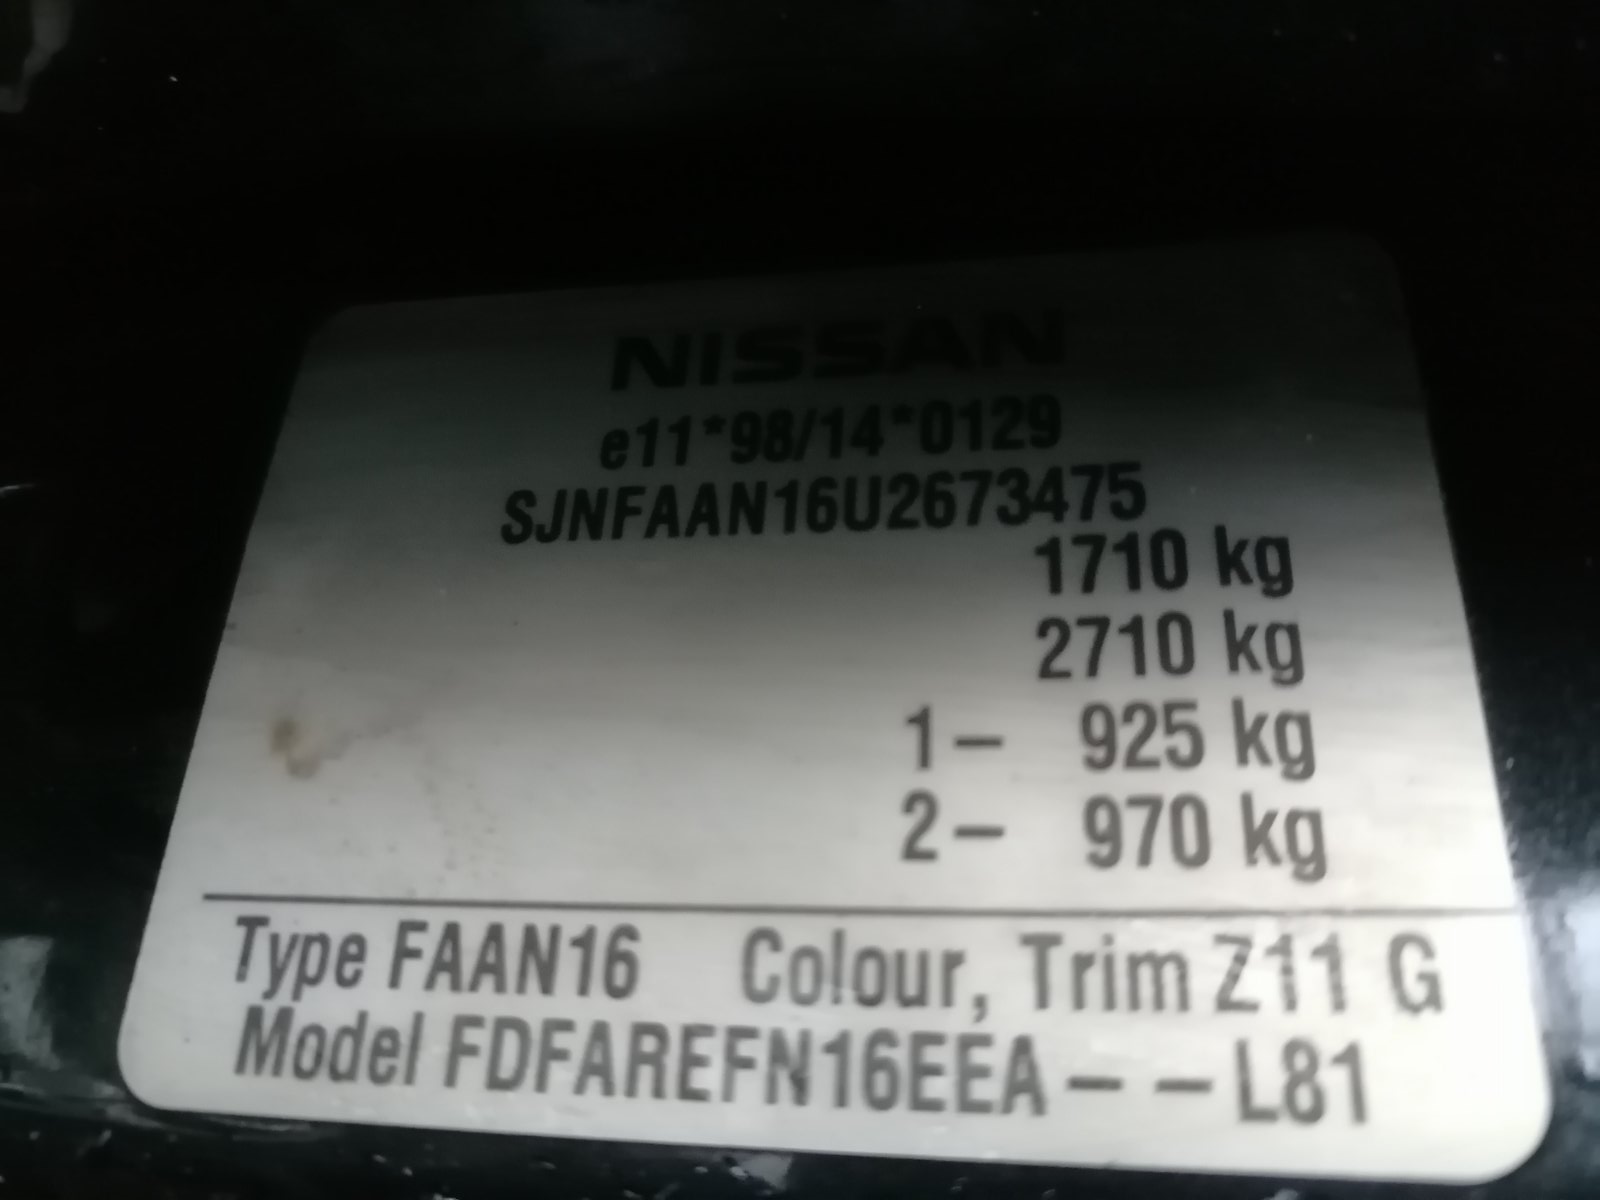 NISSAN
e11*98/14*0129
SJNFAAN16U2673475
1710 kg
2710 kg
1– 925 kg
2– 970 kg
Type FAAN16 Colour, Trim Z11 G
Model FDFAREFN16EEA – – L81